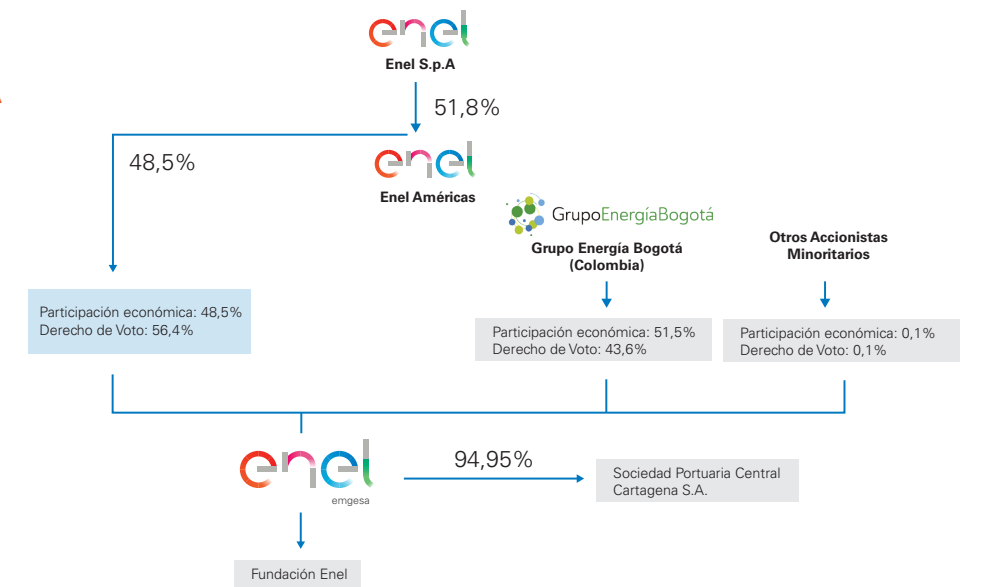 enel
Enel S.p.A
51,8%
48,5%
enel
Enel Américas
GrupoEnergíaBogotá
Grupo Energía Bogotá
(Colombia)
Otros Accionistas
Minoritarios
Participación económica: 48,5%
Derecho de Voto: 56,4%
Participación económica: 51,5%
Derecho de Voto: 43,6%
Participación económica: 0,1%
Derecho de Voto: 0,1%
enel
emgesa
94,95%
Sociedad Portuaria Central
Cartagena S.A.
Fundación Enel